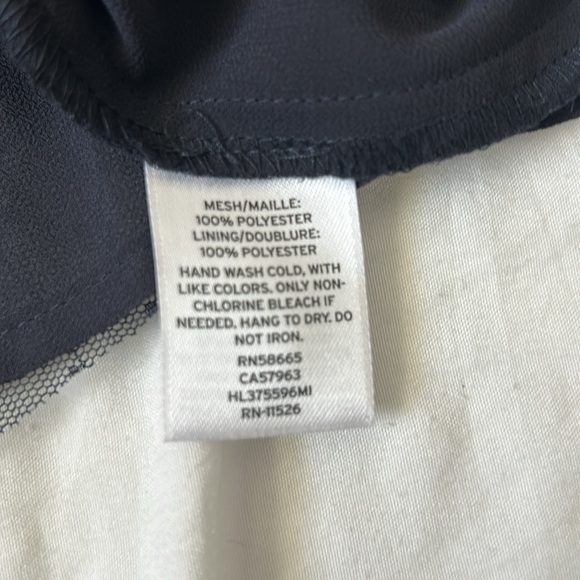 MESH/MAILLE:
100% POLYESTER
LINING/DOUBLURE:
100% POLYESTER
HAND WASH COLD, WITH
LIKE COLORS. ONLY NON-
CHLORINE BLEACH IF
NEEDED. HANG TO DRY. DO
NOT IRON.
RN58665
CA57963
HL375596MI
RN-11526